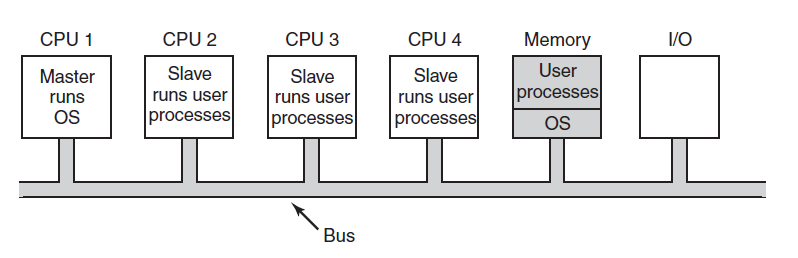 CPU 1
CPU 2
CPU 3
CPU 4
Memory
I/O
Master
runs
OS
Slave
runs user
processes
Slave
runs user
processes
Slave
runs user
processes
User
processes
OS
Bus